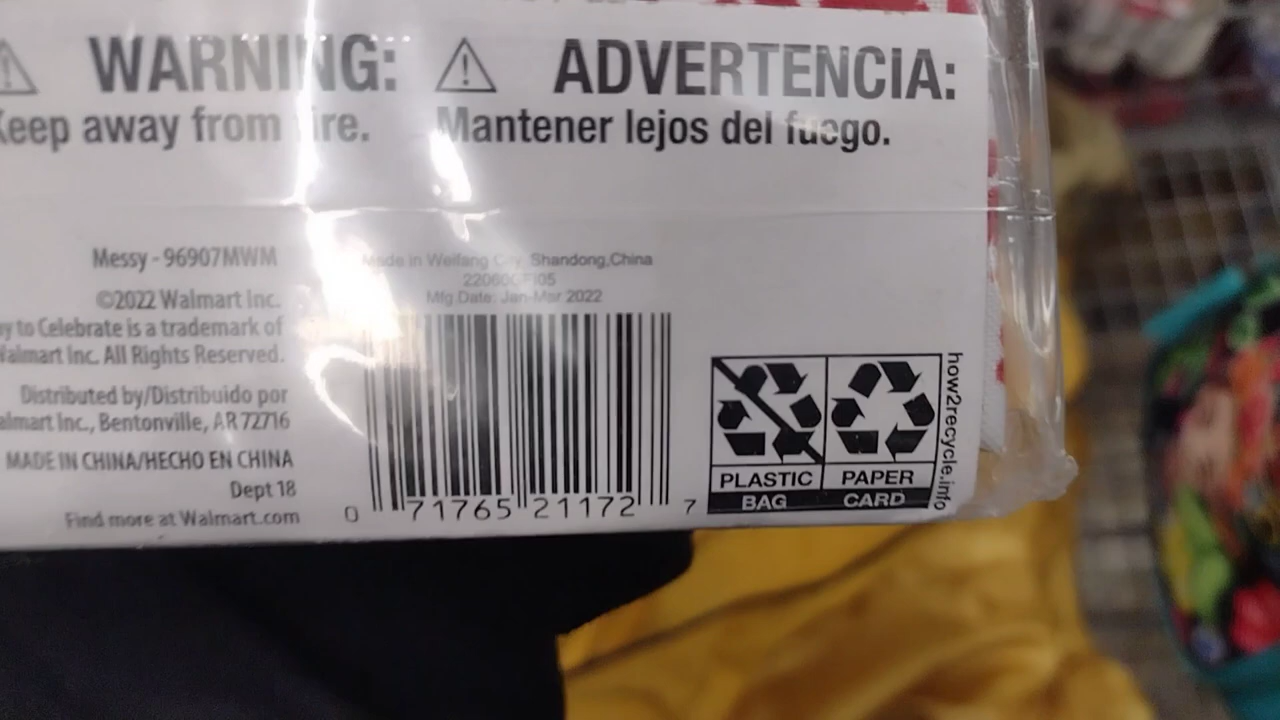 WARNING:
Keep away from fire.
ADVERTENCIA:
Mantener lejos del fuego.
Messy - 96907MWM
©2022 Walmart Inc.
to Celebrate is a trademark of
Walmart Inc. All Rights Reserved.
Distributed by/Distribuido por
Walmart Inc., Bentonville, AR 72716
MADE IN CHINA/HECHO EN CHINA
Dept 18
Find more at Walmart.com
Made in Weifang City, Shandong,China
Mfg.Date: Jan-Mar 2022
0 71765 21172 7
PLASTIC
BAG
PAPER
CARD
how2recycle.info